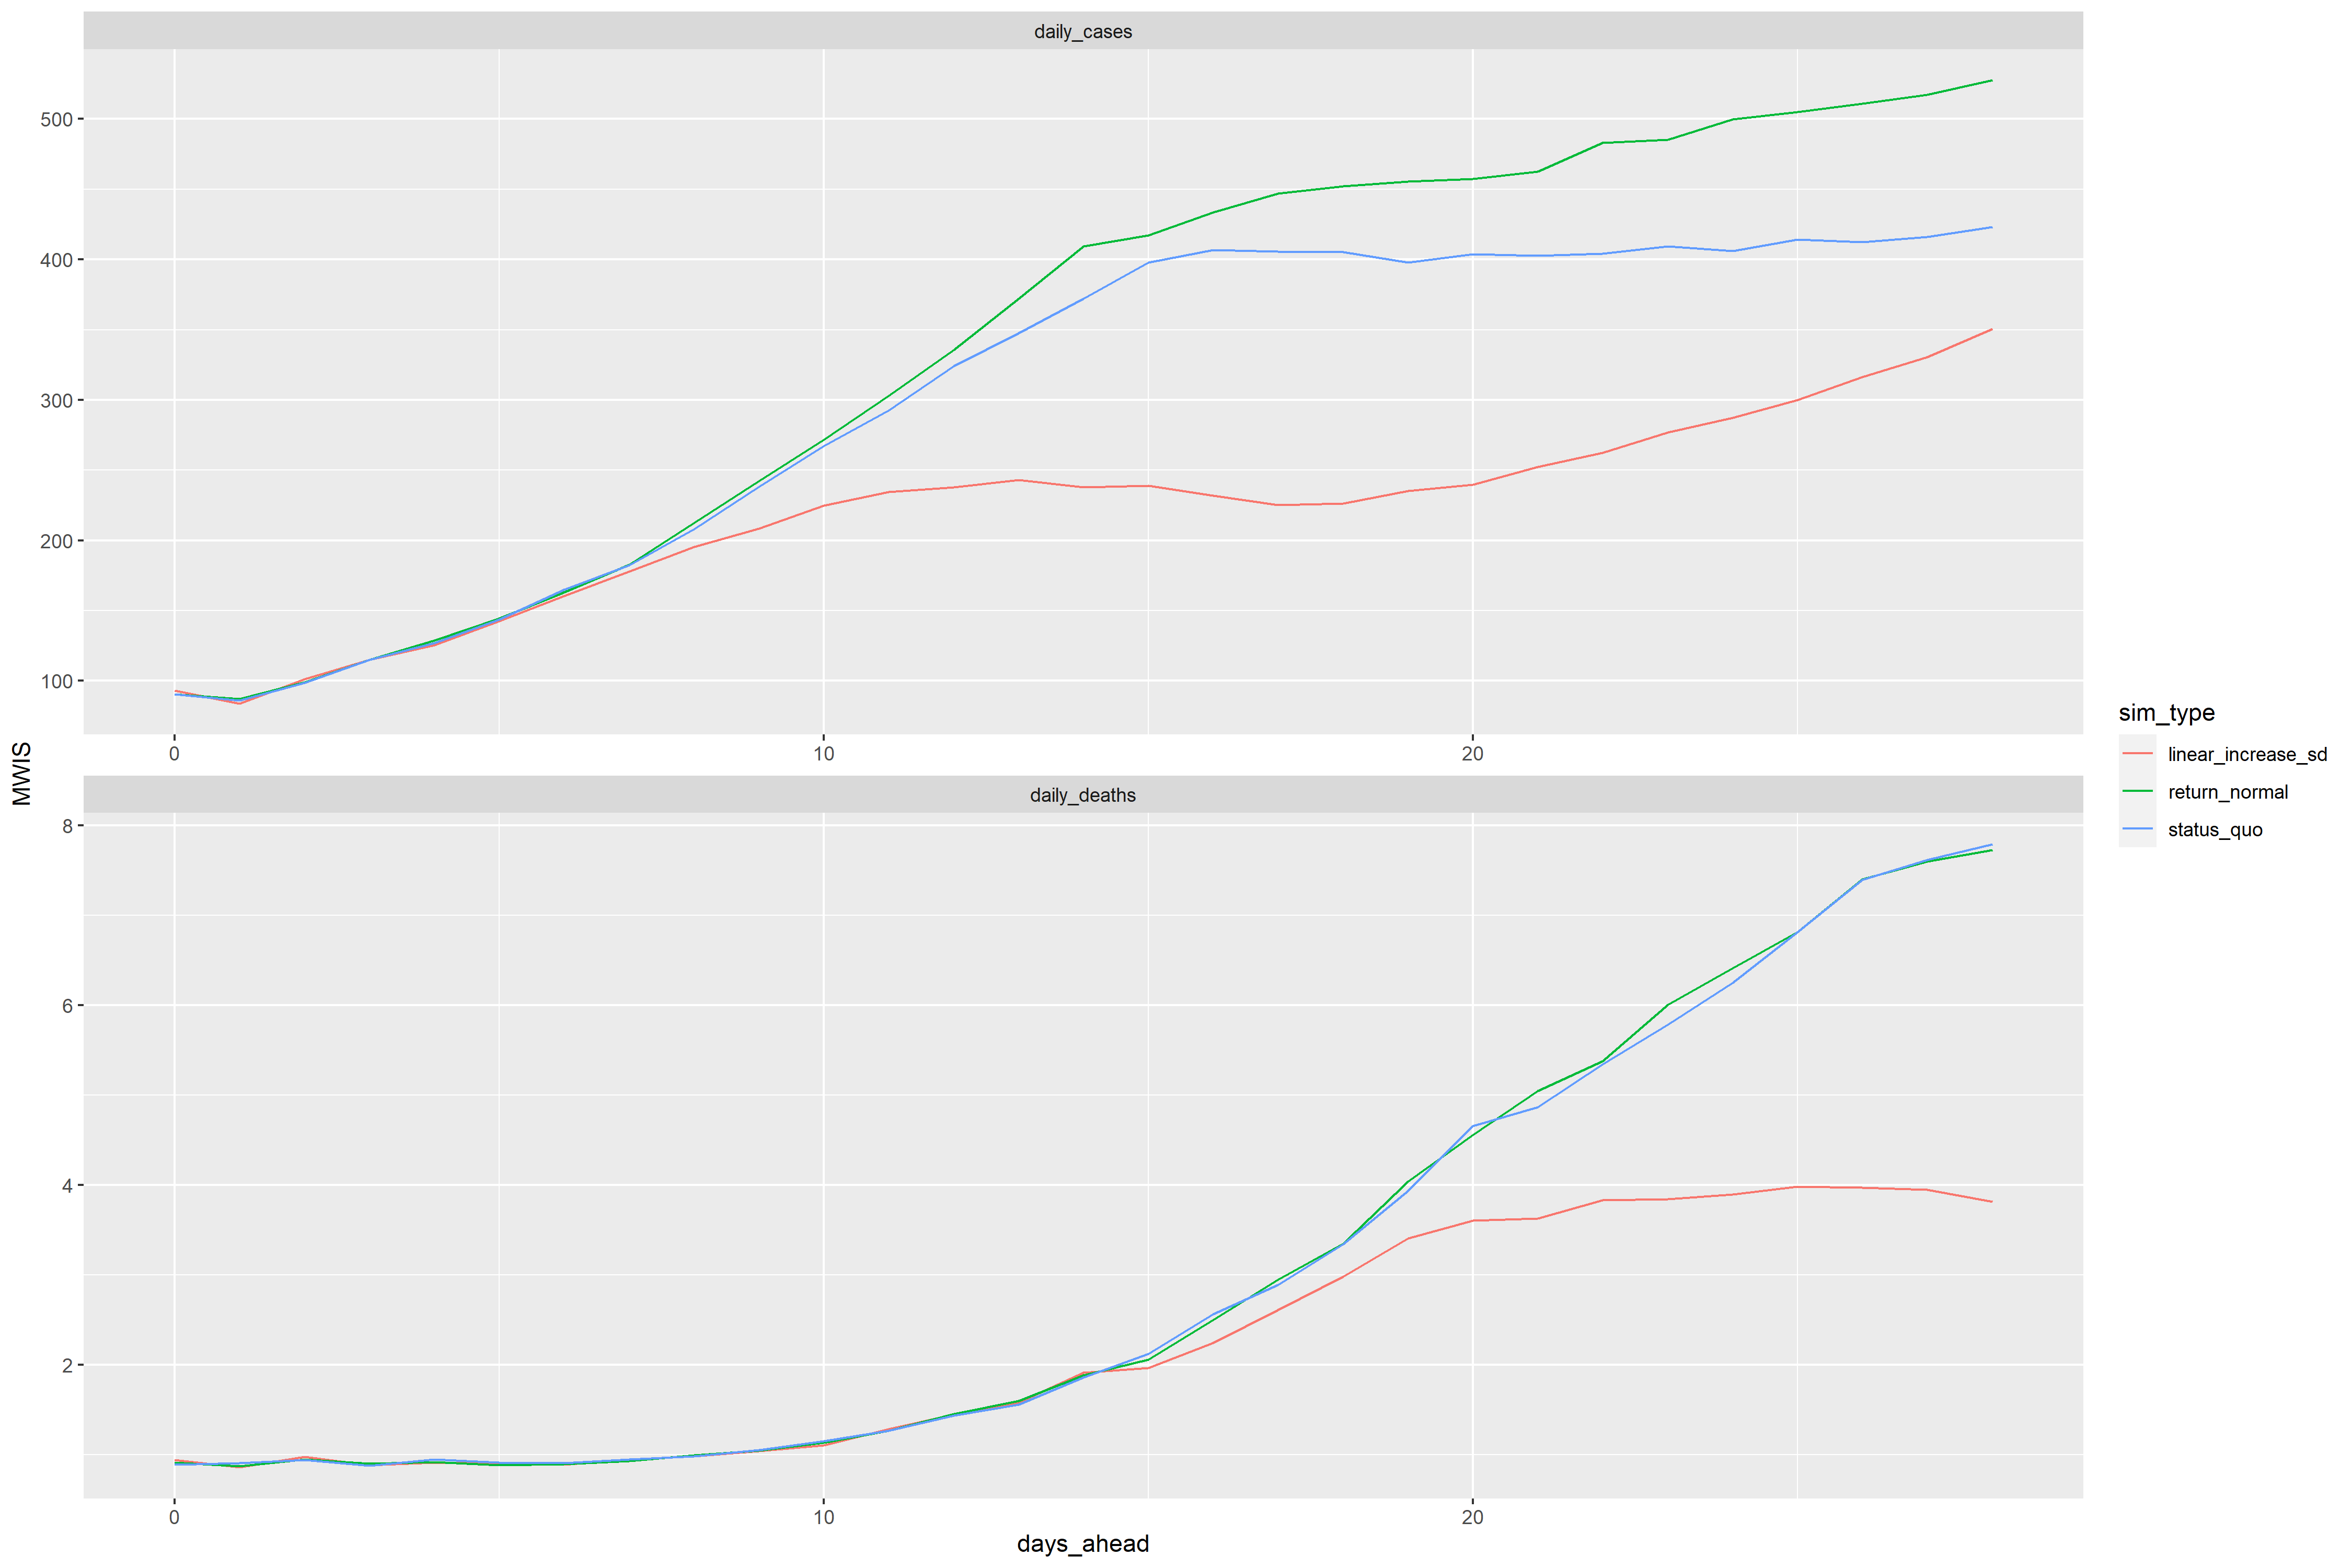 daily_cases
500
400
300
200
100
0 10 20
MWIS
daily_deaths
8
6
4
2
0 10 20
days_ahead
sim_type
linear_increase_sd
return_normal
status_quo